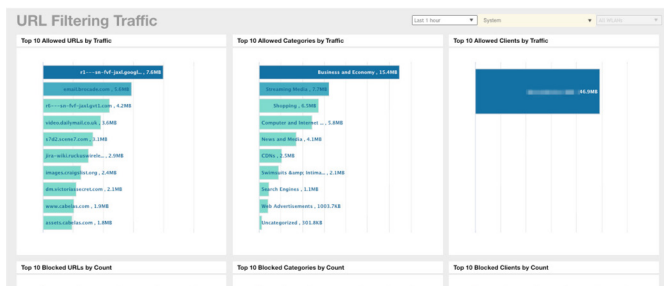 URL Filtering Traffic
Last 1 hour
System
All WLANs
Top 10 Allowed URLs by Traffic
r1---sn-fvf-jaxl.googl... , 7.6MB
email.brocade.com , 5.6MB
r6---sn-fvf-jaxl.gvt1.com , 4.2MB
video.dailymail.co.uk , 3.6MB
s7d2.scene7.com , 3.1MB
jira-wiki.ruckuswirele... , 2.9MB
images.craigslist.org , 2.4MB
dm.victoriassecret.com , 2.1MB
www.cabelas.com , 1.9MB
assets.cabelas.com , 1.8MB
Top 10 Allowed Categories by Traffic
Business and Economy , 15.4MB
Streaming Media , 7.7MB
Shopping , 6.5MB
Computer and Internet ... , 5.8MB
News and Media , 4.1MB
CDNs , 2.5MB
Swimsuits &amp; Intima... , 2.1MB
Search Engines , 1.1MB
Web Advertisements , 1003.7KB
Uncategorized , 501.8KB
Top 10 Allowed Clients by Traffic
, 46.9MB
Top 10 Blocked URLs by Count
Top 10 Blocked Categories by Count
Top 10 Blocked Clients by Count